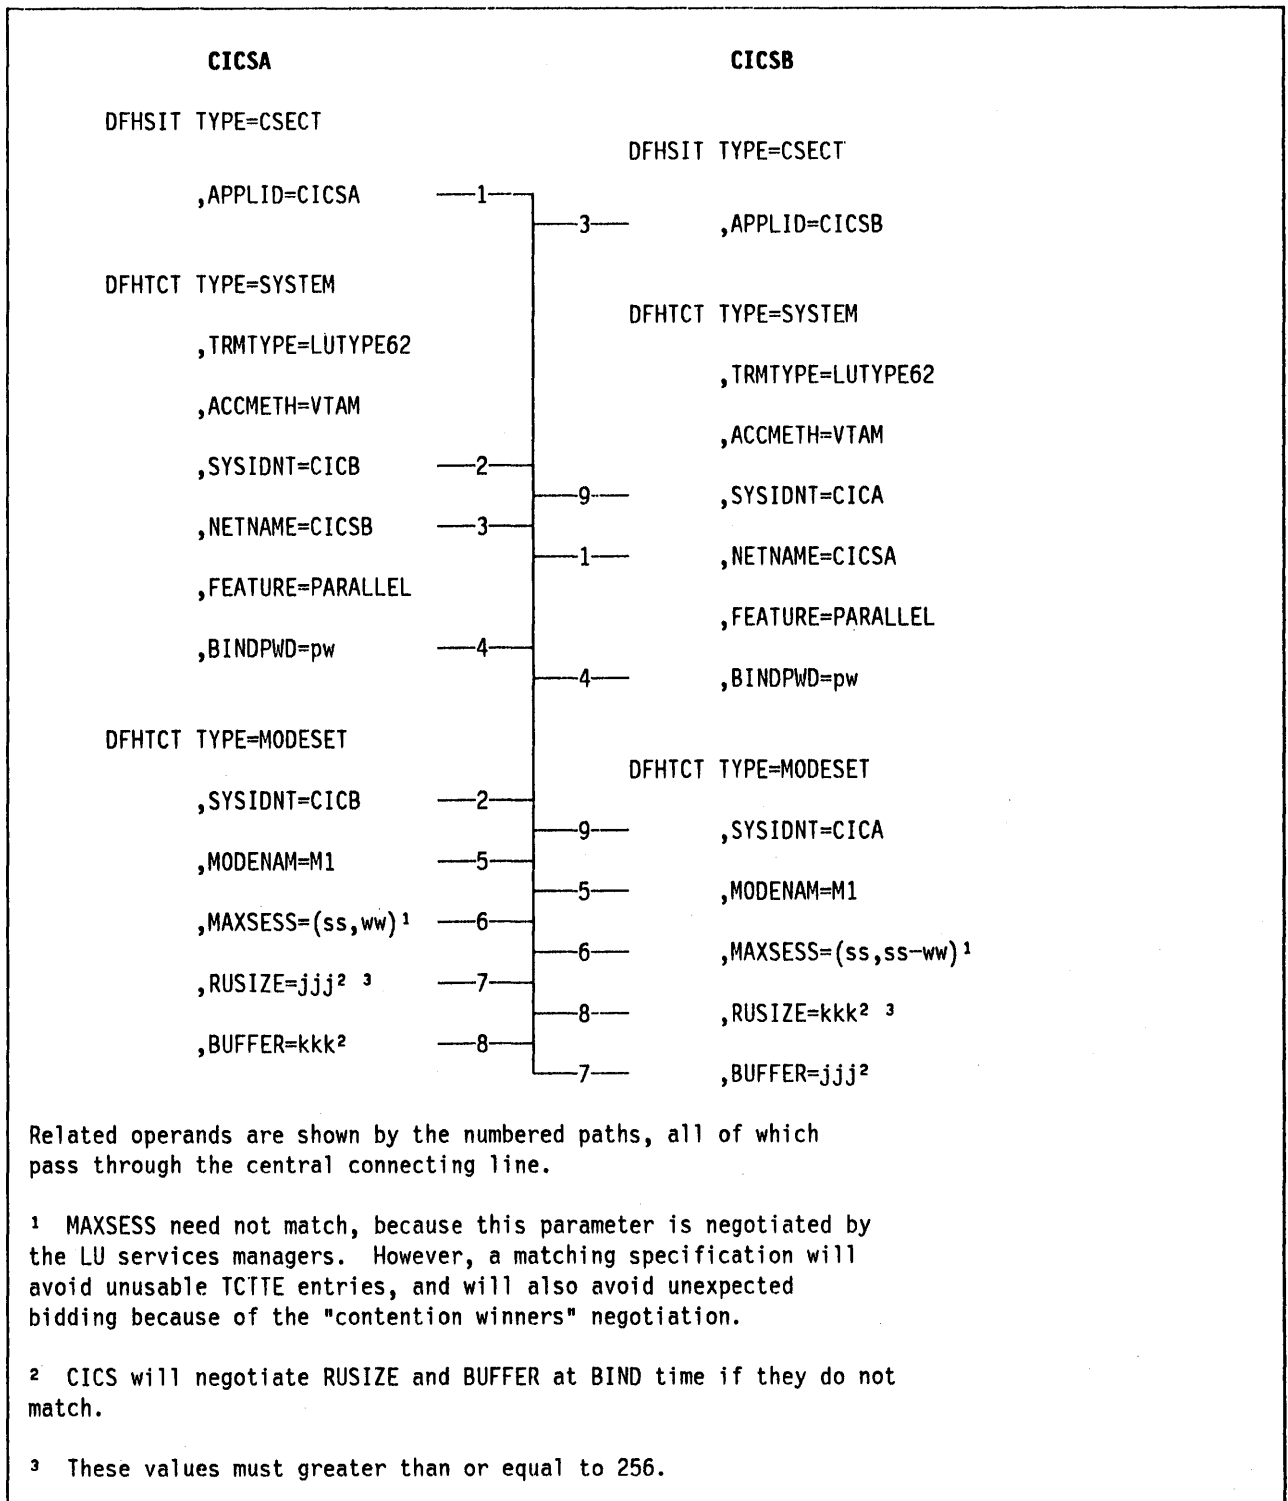 CICSA CICSB
DFHSIT TYPE=CSECT
DFHSIT TYPE=CSECT
,APPLID=CICSA 1
3 ,APPLID=CICSB
DFHTCT TYPE=SYSTEM
DFHTCT TYPE=SYSTEM
,TRMTYPE=LUTYPE62
,TRMTYPE=LUTYPE62
,ACCMETH=VTAM
,ACCMETH=VTAM
,SYSIDNT=CICB 2
9 ,SYSIDNT=CICA
,NETNAME=CICSB 3
1 ,NETNAME=CICSA
,FEATURE=PARALLEL
,FEATURE=PARALLEL
,BINDPWD=pw 4
4 ,BINDPWD=pw
DFHTCT TYPE=MODESET
DFHTCT TYPE=MODESET
,SYSIDNT=CICB 2
9 ,SYSIDNT=CICA
,MODENAM=M1 5
5 ,MODENAM=M1
,MAXSESS=(ss,ww)¹ 6
6 ,MAXSESS=(ss,ss-ww)¹
,RUSIZE=jjj² ³ 7
8 ,RUSIZE=kkk² ³
,BUFFER=kkk² 8
7 ,BUFFER=jjj²
Related operands are shown by the numbered paths, all of which
pass through the central connecting line.
¹ MAXSESS need not match, because this parameter is negotiated by
the LU services managers. However, a matching specification will
avoid unusable TCTTE entries, and will also avoid unexpected
bidding because of the "contention winners" negotiation.
² CICS will negotiate RUSIZE and BUFFER at BIND time if they do not
match.
³ These values must greater than or equal to 256.